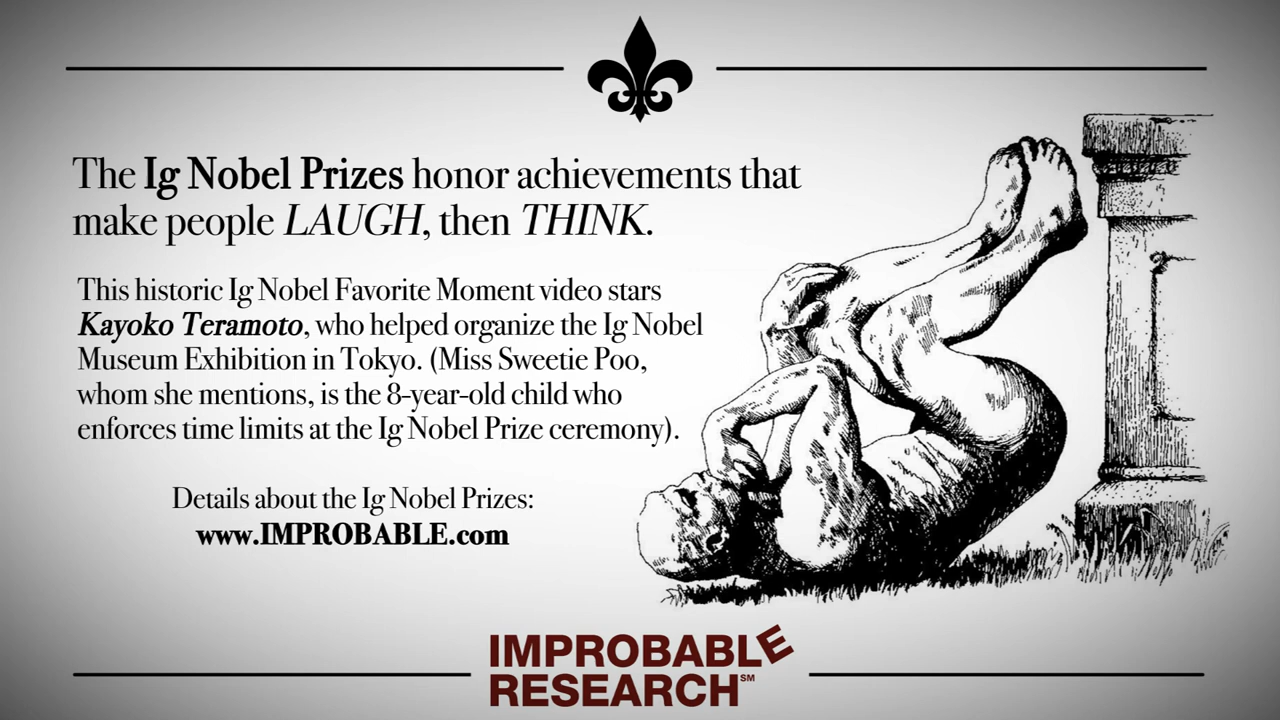 The Ig Nobel Prizes honor achievements that
make people LAUGH, then THINK.
This historic Ig Nobel Favorite Moment video stars
Kayoko Teramoto, who helped organize the Ig Nobel
Museum Exhibition in Tokyo. (Miss Sweetie Poo,
whom she mentions, is the 8-year-old child who
enforces time limits at the Ig Nobel Prize ceremony).
Details about the Ig Nobel Prizes:
www.IMPROBABLE.com
IMPROBABLE
RESEARCH℠